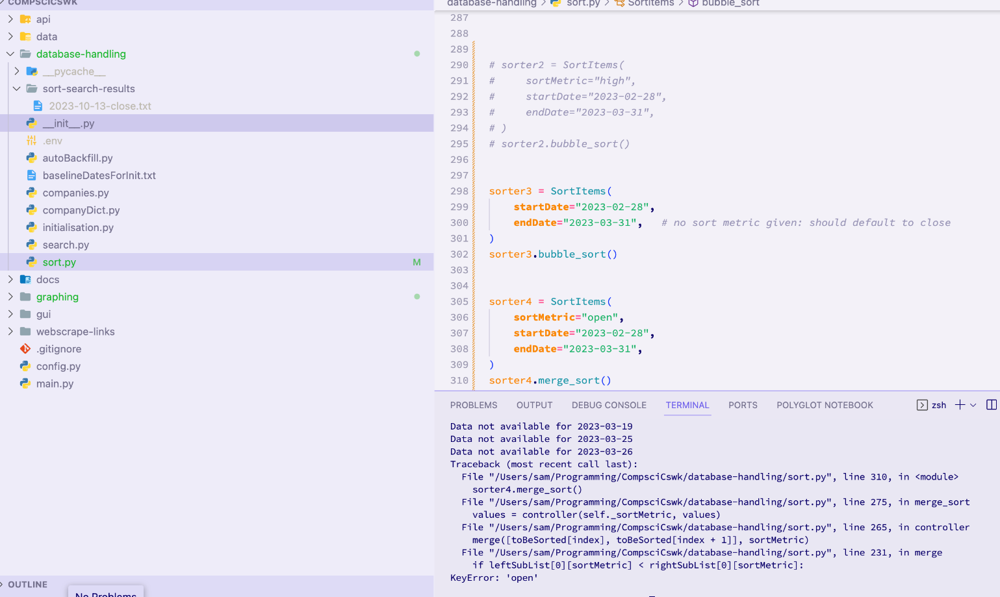 COMPSCICSWK
api
data
database-handling
__pycache__
sort-search-results
2023-10-13-close.txt
__init__.py
.env
autoBackfill.py
baselineDatesForInit.txt
companies.py
companyDict.py
initialisation.py
search.py
sort.py M
docs
graphing
gui
webscrape-links
.gitignore
config.py
main.py
OUTLINE
No Problems
database-handling > sort.py > SortItems > bubble_sort
287
288
289
290 # sorter2 = SortItems(
291 #     sortMetric="high",
292 #     startDate="2023-02-28",
293 #     endDate="2023-03-31",
294 # )
295 # sorter2.bubble_sort()
296
297
298 sorter3 = SortItems(
299     startDate="2023-02-28",
300     endDate="2023-03-31",   # no sort metric given: should default to close
301 )
302 sorter3.bubble_sort()
303
304
305 sorter4 = SortItems(
306     sortMetric="open",
307     startDate="2023-02-28",
308     endDate="2023-03-31",
309 )
310 sorter4.merge_sort()
PROBLEMS OUTPUT DEBUG CONSOLE TERMINAL PORTS POLYGLOT NOTEBOOK zsh
Data not available for 2023-03-19
Data not available for 2023-03-25
Data not available for 2023-03-26
Traceback (most recent call last):
  File "/Users/sam/Programming/CompsciCswk/database-handling/sort.py", line 310, in <module>
    sorter4.merge_sort()
  File "/Users/sam/Programming/CompsciCswk/database-handling/sort.py", line 275, in merge_sort
    values = controller(self._sortMetric, values)
  File "/Users/sam/Programming/CompsciCswk/database-handling/sort.py", line 265, in controller
    merge([toBeSorted[index], toBeSorted[index + 1]], sortMetric)
  File "/Users/sam/Programming/CompsciCswk/database-handling/sort.py", line 231, in merge
    if leftSubList[0][sortMetric] < rightSubList[0][sortMetric]:
KeyError: 'open'